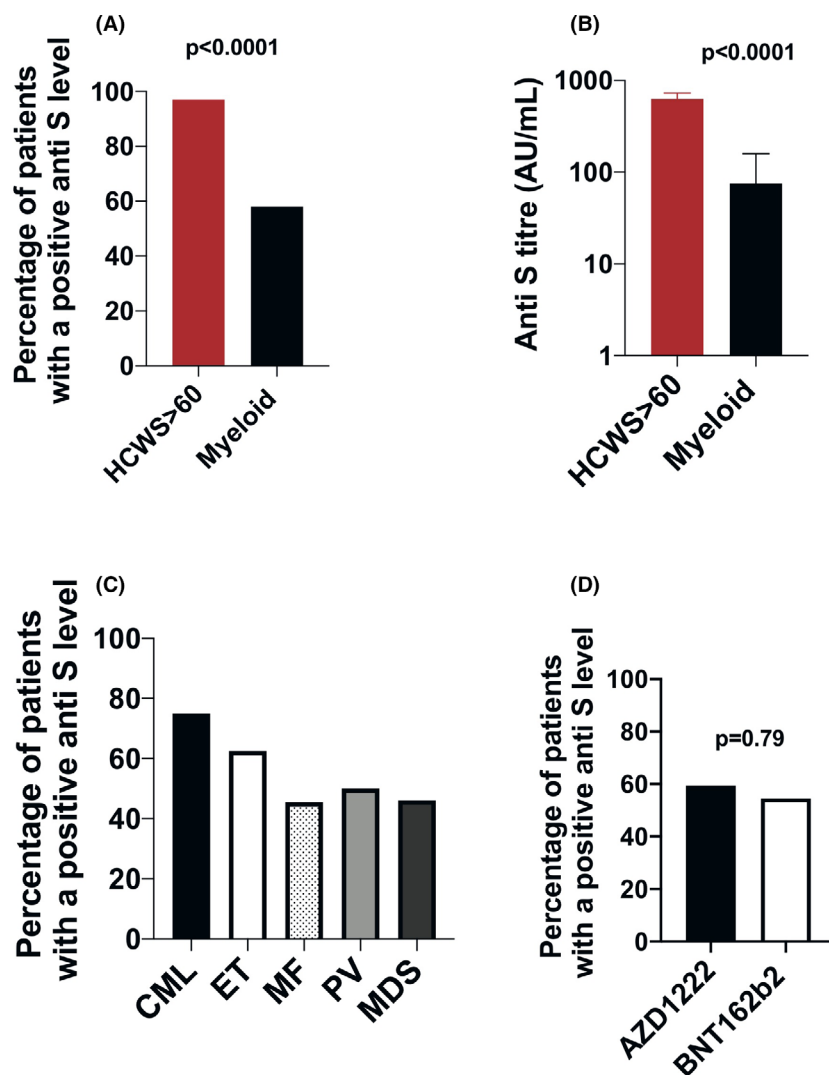 (A)
p<0.0001
Percentage of patients
with a positive anti S level
100
80
60
40
20
0
HCWS>60
Myeloid
(B)
p<0.0001
Anti S titre (AU/mL)
1000
100
10
1
HCWS>60
Myeloid
(C)
Percentage of patients
with a positive anti S level
100
80
60
40
20
0
CML
ET
MF
PV
MDS
(D)
p=0.79
Percentage of patients
with a positive anti S level
100
80
60
40
20
0
AZD1222
BNT162b2